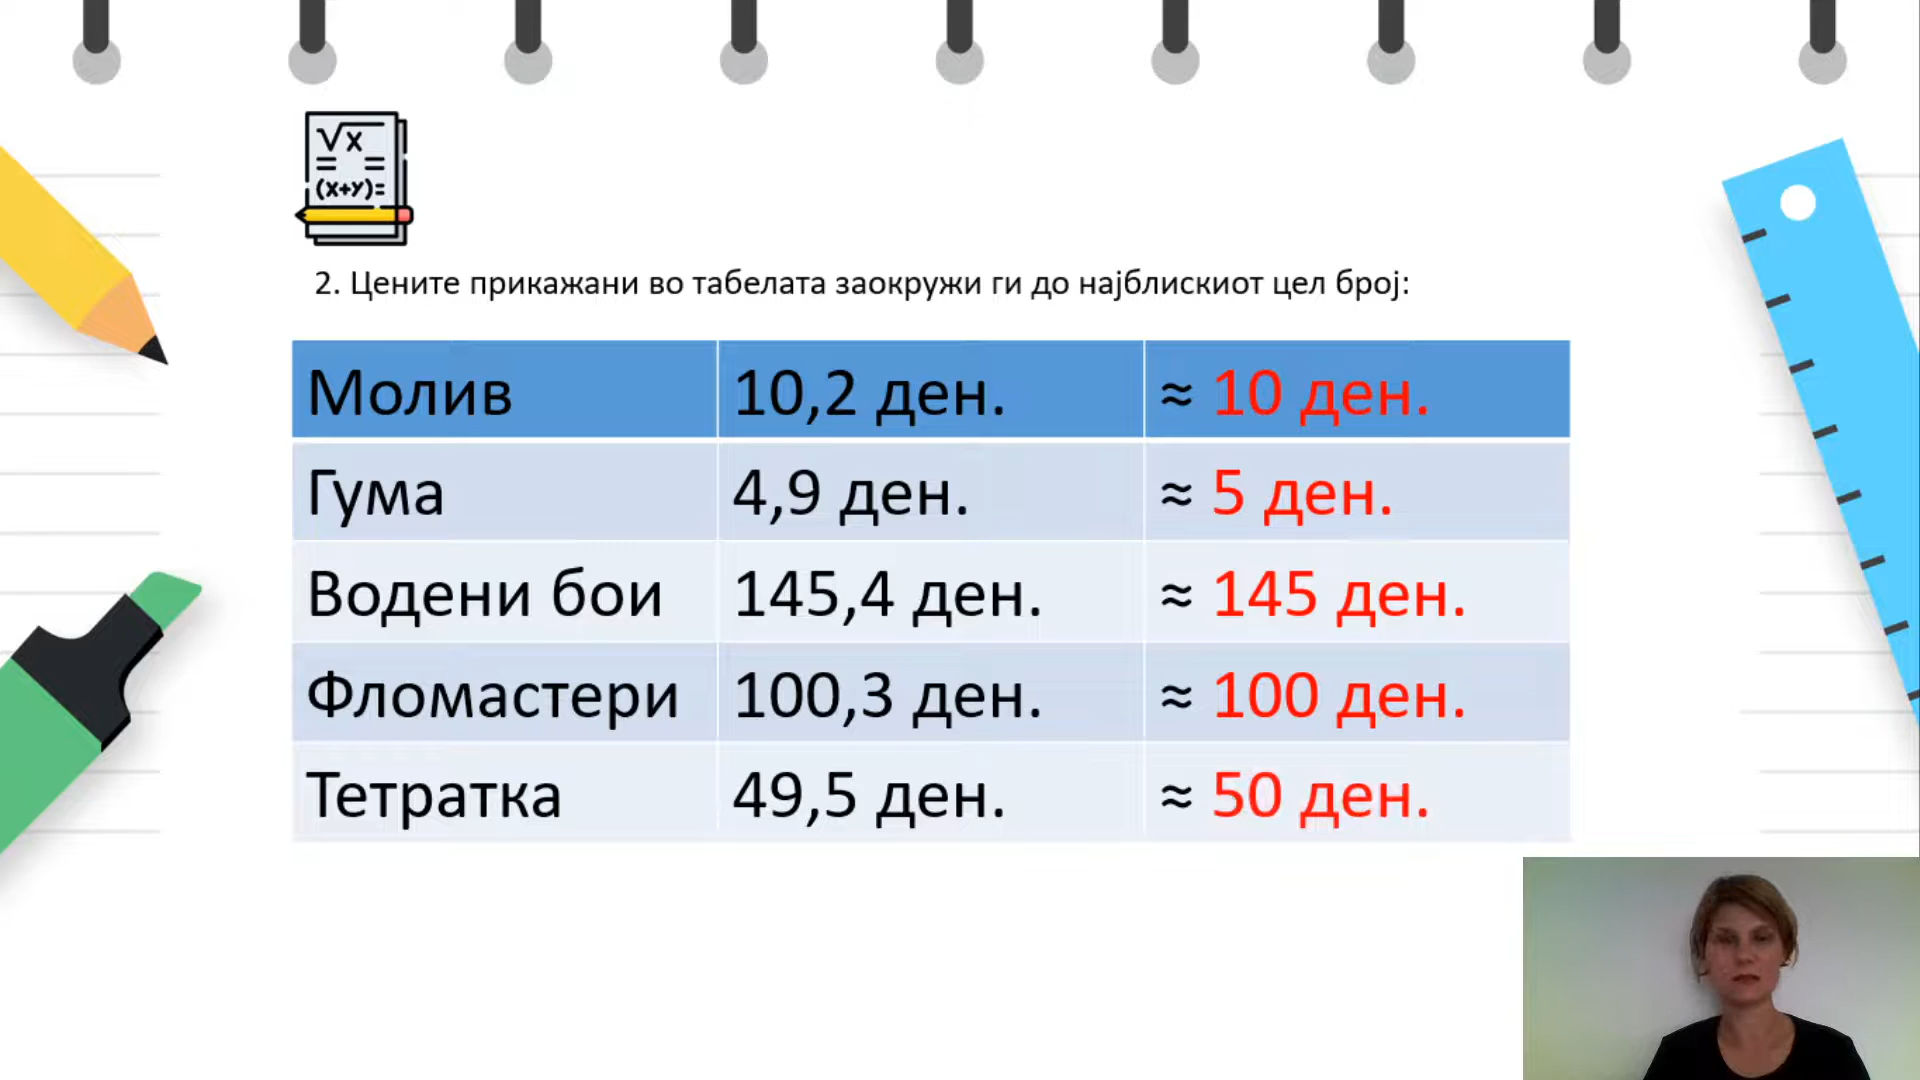 √x
= =
(x+y)=
2. Цените прикажани во табелата заокружи ги до најблискиот цел број:
Молив 10,2 ден. ≈ 10 ден.
Гума 4,9 ден. ≈ 5 ден.
Водени бои 145,4 ден. ≈ 145 ден.
Фломастери 100,3 ден. ≈ 100 ден.
Тетратка 49,5 ден. ≈ 50 ден.